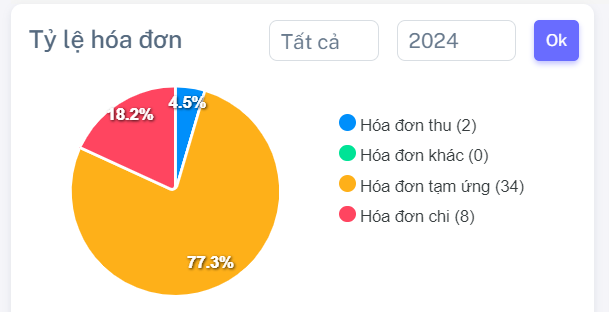 Tỷ lệ hóa đơn
Tất cả
2024
Ok
18.2%
4.5%
77.3%
Hóa đơn thu (2)
Hóa đơn khác (0)
Hóa đơn tạm ứng (34)
Hóa đơn chi (8)